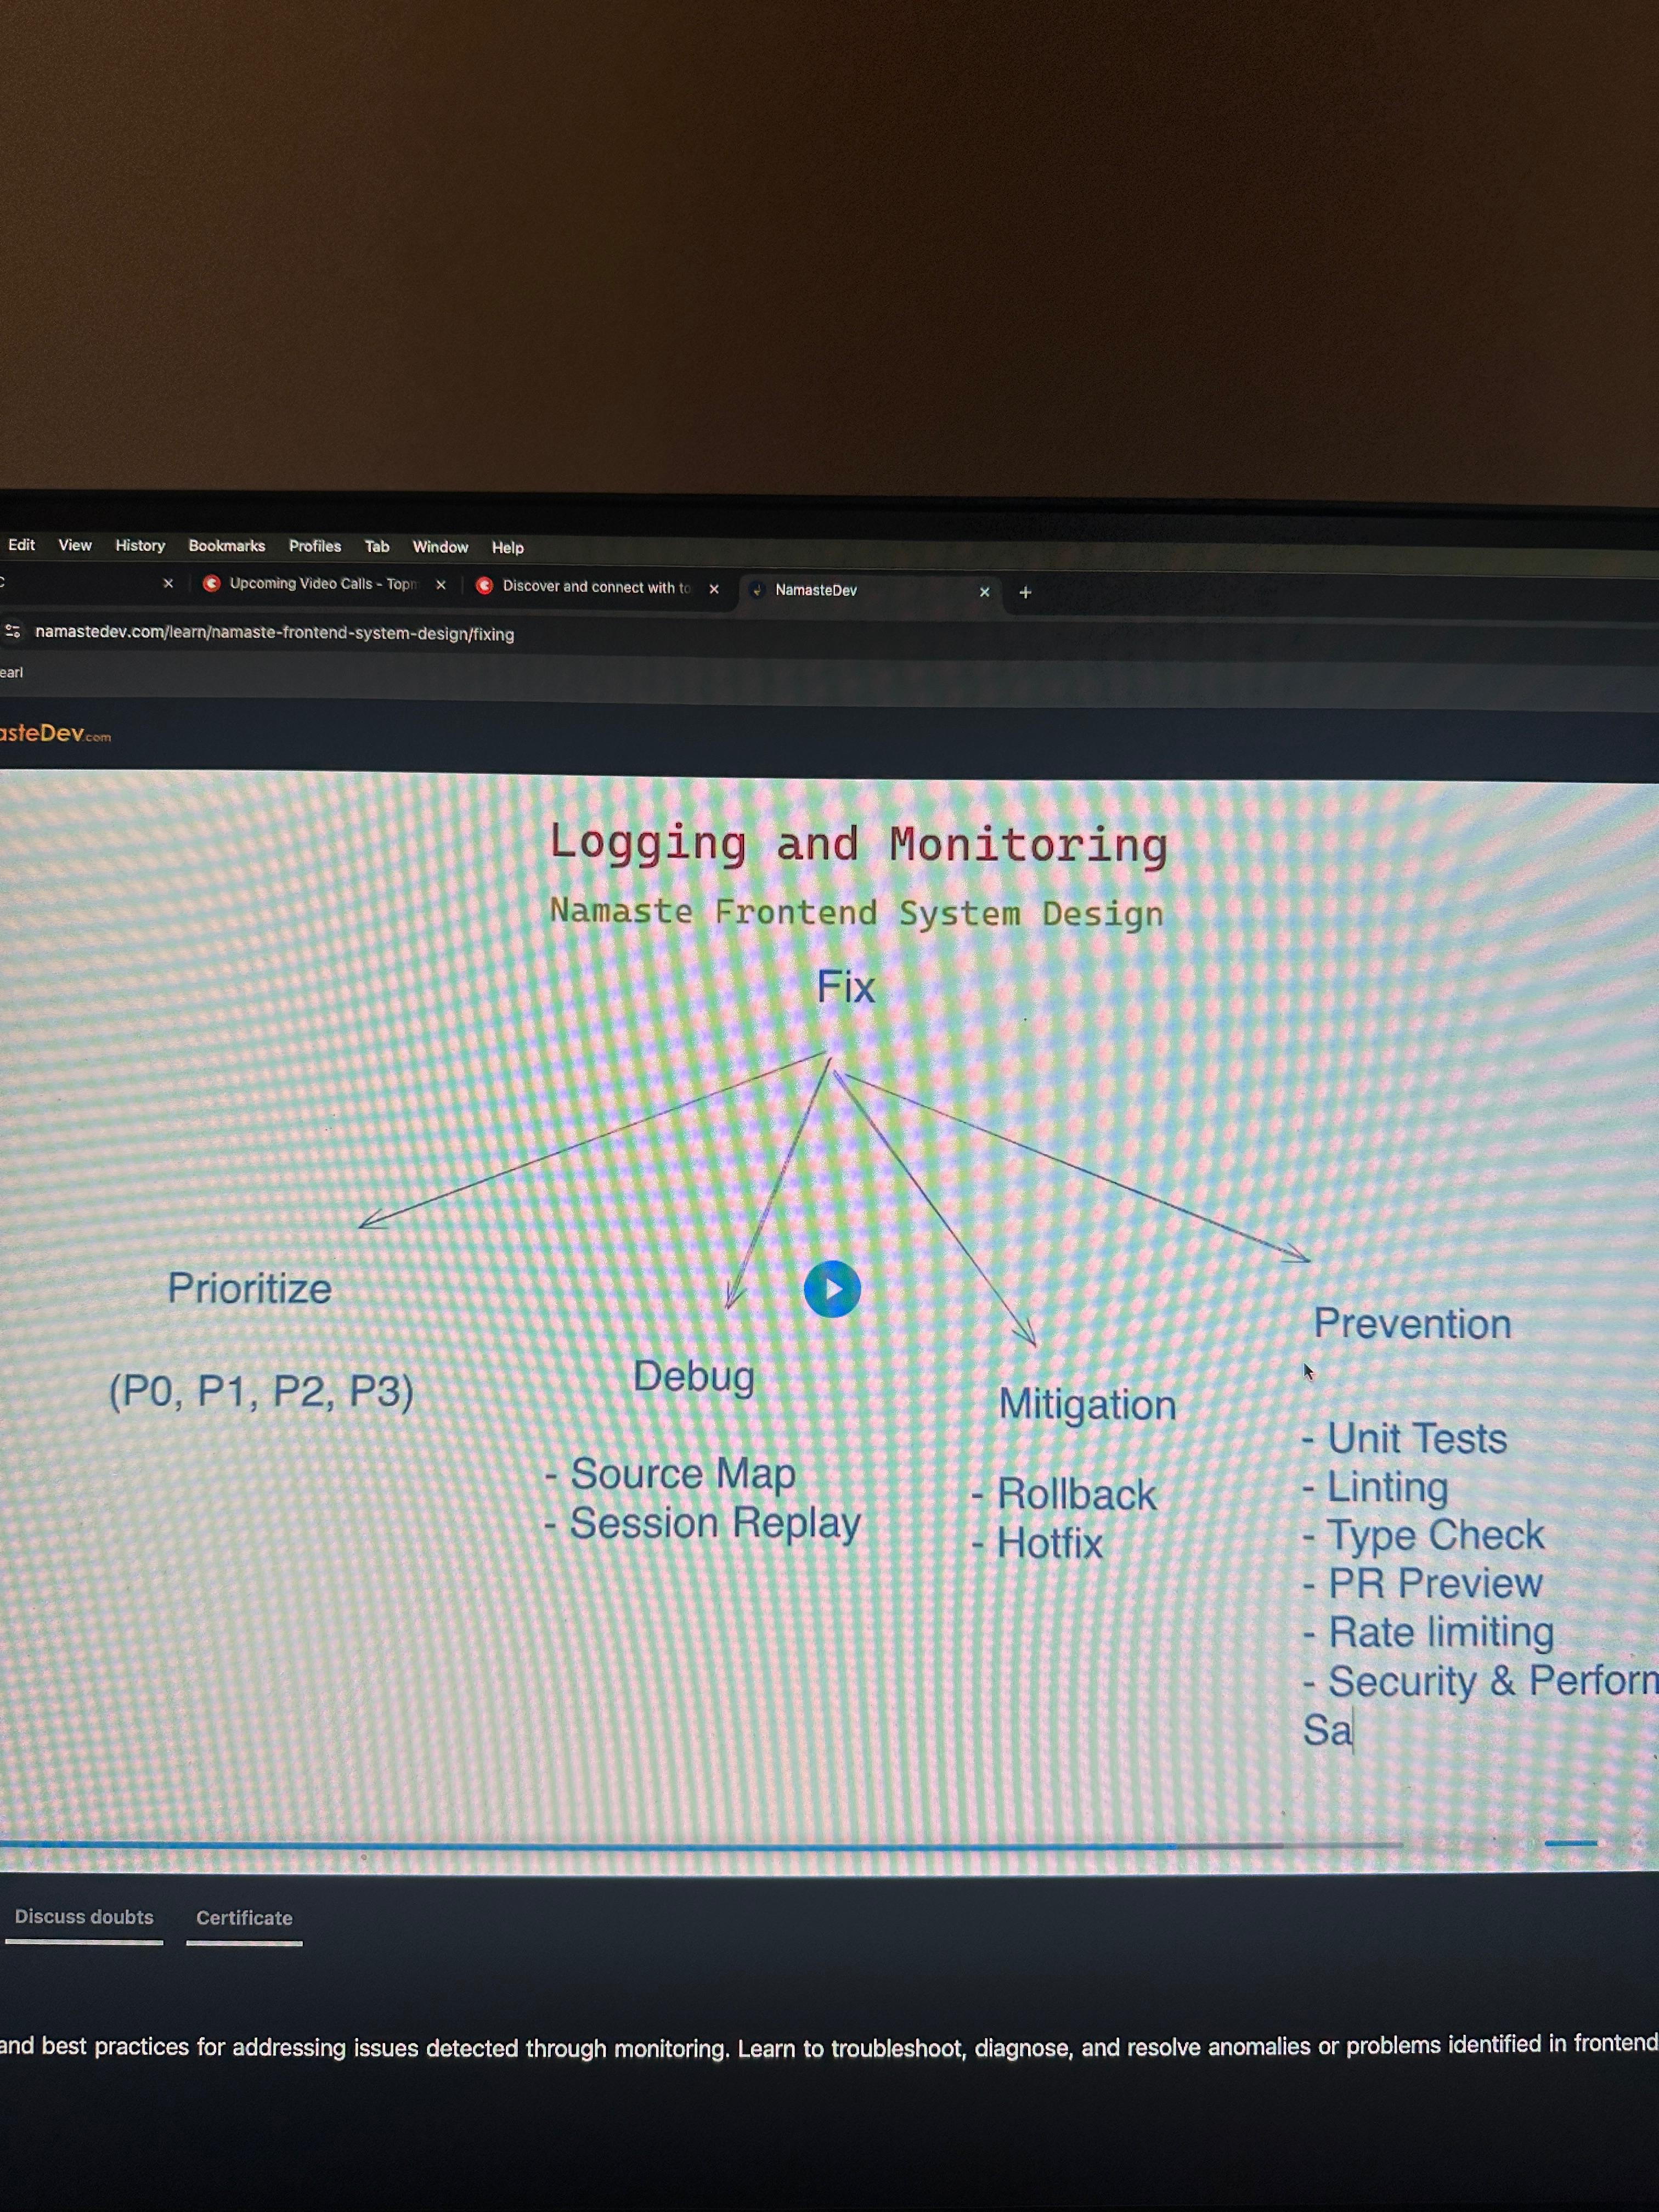 Edit View History Bookmarks Profiles Tab Window Help
Upcoming Video Calls - Topm Discover and connect with to NamasteDev
namastedev.com/learn/namaste-frontend-system-design/fixing
earl
asteDev.com
Logging and Monitoring
Namaste Frontend System Design
Fix
Prioritize
(P0, P1, P2, P3)
Debug
- Source Map
- Session Replay
Mitigation
- Rollback
- Hotfix
Prevention
- Unit Tests
- Linting
- Type Check
- PR Preview
- Rate limiting
- Security & Perform
Sa
Discuss doubts Certificate
and best practices for addressing issues detected through monitoring. Learn to troubleshoot, diagnose, and resolve anomalies or problems identified in frontend